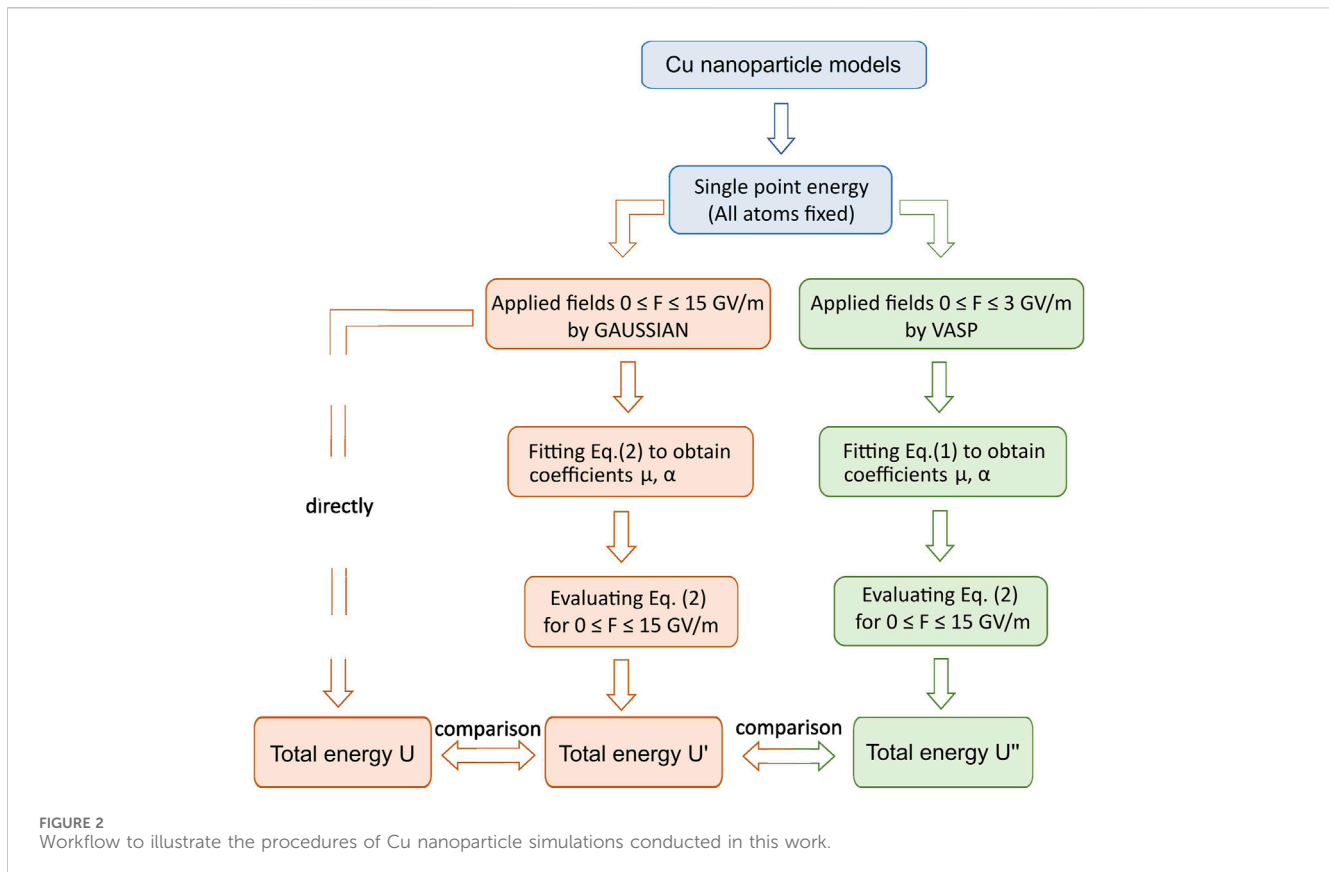 Cu nanoparticle models
Single point energy
(All atoms fixed)
Applied fields 0 ≤ F ≤ 15 GV/m
by GAUSSIAN
Applied fields 0 ≤ F ≤ 3 GV/m
by VASP
Fitting Eq.(2) to obtain
coefficients μ, α
Fitting Eq.(1) to obtain
coefficients μ, α
directly
Evaluating Eq. (2)
for 0 ≤ F ≤ 15 GV/m
Evaluating Eq. (2)
for 0 ≤ F ≤ 15 GV/m
Total energy U
comparison
Total energy U'
comparison
Total energy U"
FIGURE 2
Workflow to illustrate the procedures of Cu nanoparticle simulations conducted in this work.